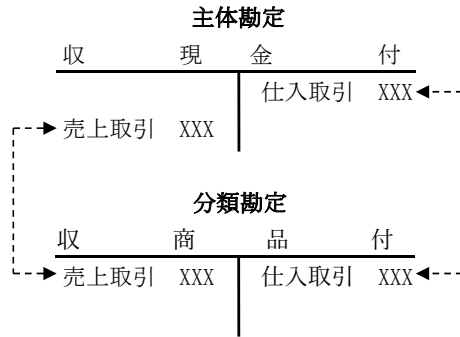 主体勘定
収 現 金 付
仕入取引 XXX
売上取引 XXX
分類勘定
収 商 品 付
売上取引 XXX 仕入取引 XXX